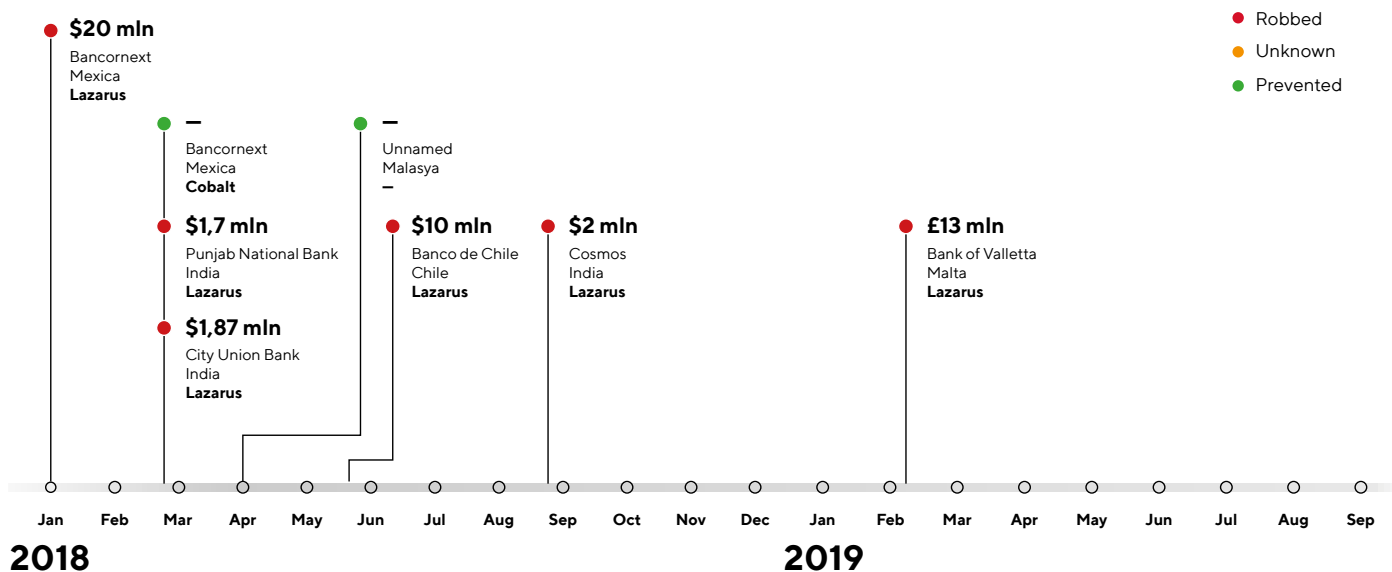 $20 mln
Bancornext
Mexica
Lazarus
Robbed
Unknown
Prevented
—
Bancornext
Mexica
Cobalt
—
Unnamed
Malasya
—
$1,7 mln
Punjab National Bank
India
Lazarus
$10 mln
Banco de Chile
Chile
Lazarus
$2 mln
Cosmos
India
Lazarus
£13 mln
Bank of Valletta
Malta
Lazarus
$1,87 mln
City Union Bank
India
Lazarus
Jan Feb Mar Apr May Jun Jul Aug Sep Oct Nov Dec Jan Feb Mar Apr May Jun Jul Aug Sep
2018 2019